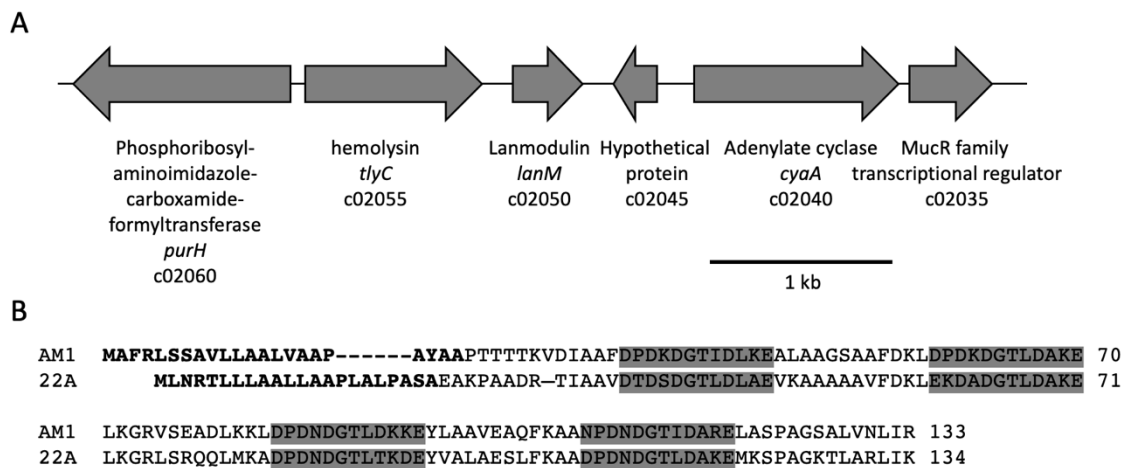 A
Phosphoribosyl-
aminoimidazole-
carboxamide-
formyltransferase
purH
c02060
hemolysin
tlyC
c02055
Lanmodulin
lanM
c02050
Hypothetical
protein
c02045
Adenylate cyclase
cyaA
c02040
MucR family
transcriptional regulator
c02035
1 kb
B
AM1 MAFRLSSAVLLAALVAAP------AYAAPTTTTKVDIAAFDPDKDGTIDLKEALAAGSAAFDKLDPDKDGTLDAKE 70
22A MLNRTLLLAALLAAPLALPASAEAKPAADR–TIAAVDTDSDGTLDLAEVKAAAAAVFDKLEKDADGTLDAKE 71
AM1 LKGRVSEADLKKLDPDNDGTLDKKEYLAAVEAQFKAANPDNDGTIDARELASPAGSALVNLIR 133
22A LKGRLSRQQLMKADPDNDGTLTKDEYVALAESLFKAADPDNDGTLDAKEMKSPAGKTLARLIK 134